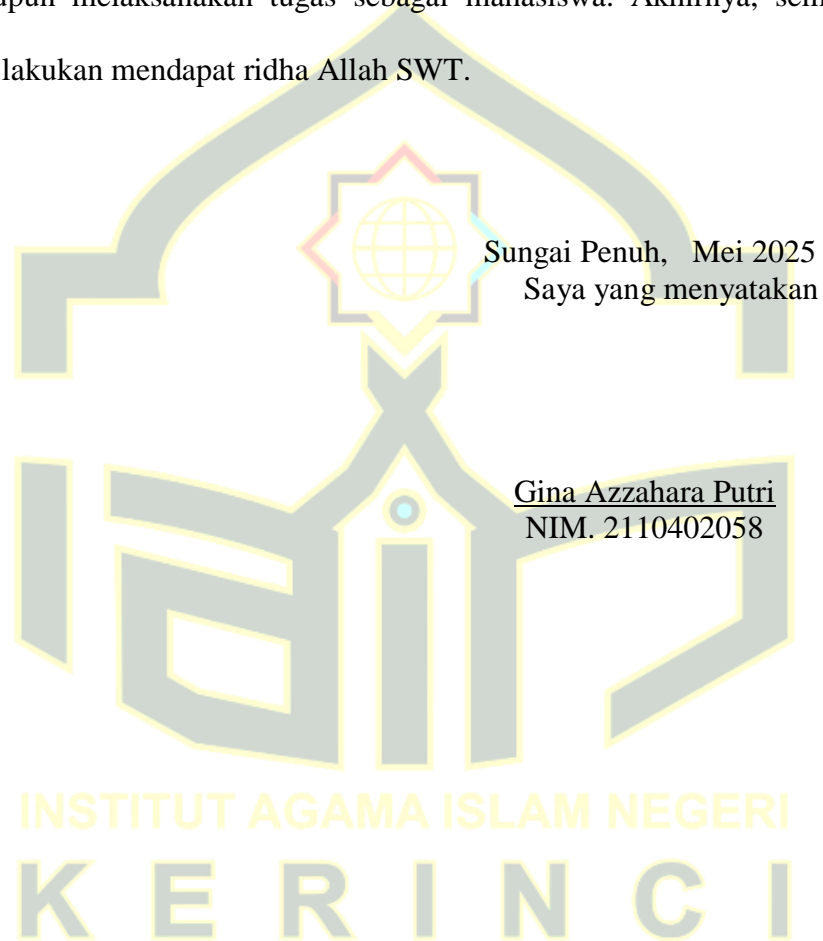 melaksanakan tugas sebagai mahasiswa. Akhirnya,
lakukan mendapat ridha Allah SWT.
Sungai Penuh, Mei 2025
Saya yang menyatakan
Gina Azzahara Putri
NIM. 2110402058
INSTITUT AGAMA ISLAM NEGERI
KERINCI